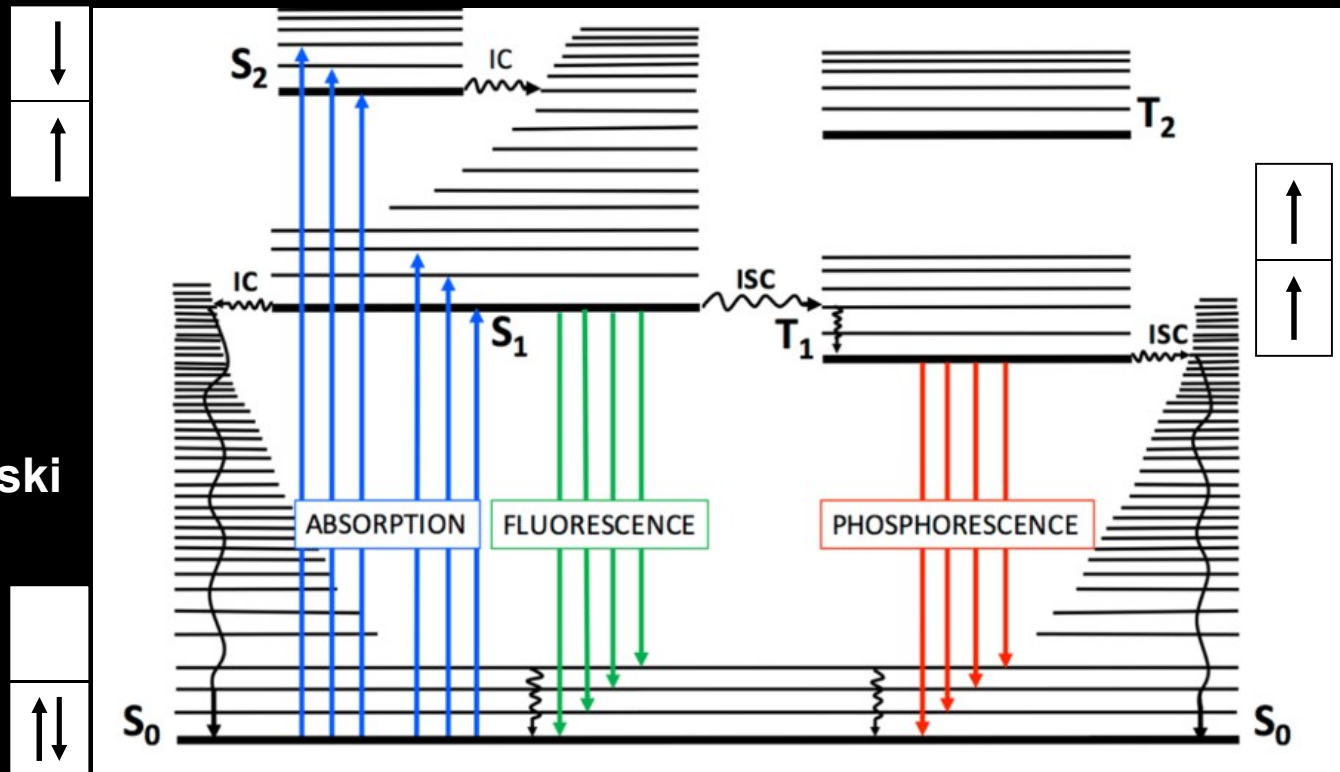 IC
S2
T2
IC
ISC
S1
T1
ISC
ski
ABSORPTION
FLUORESCENCE
PHOSPHORESCENCE
S0
S0